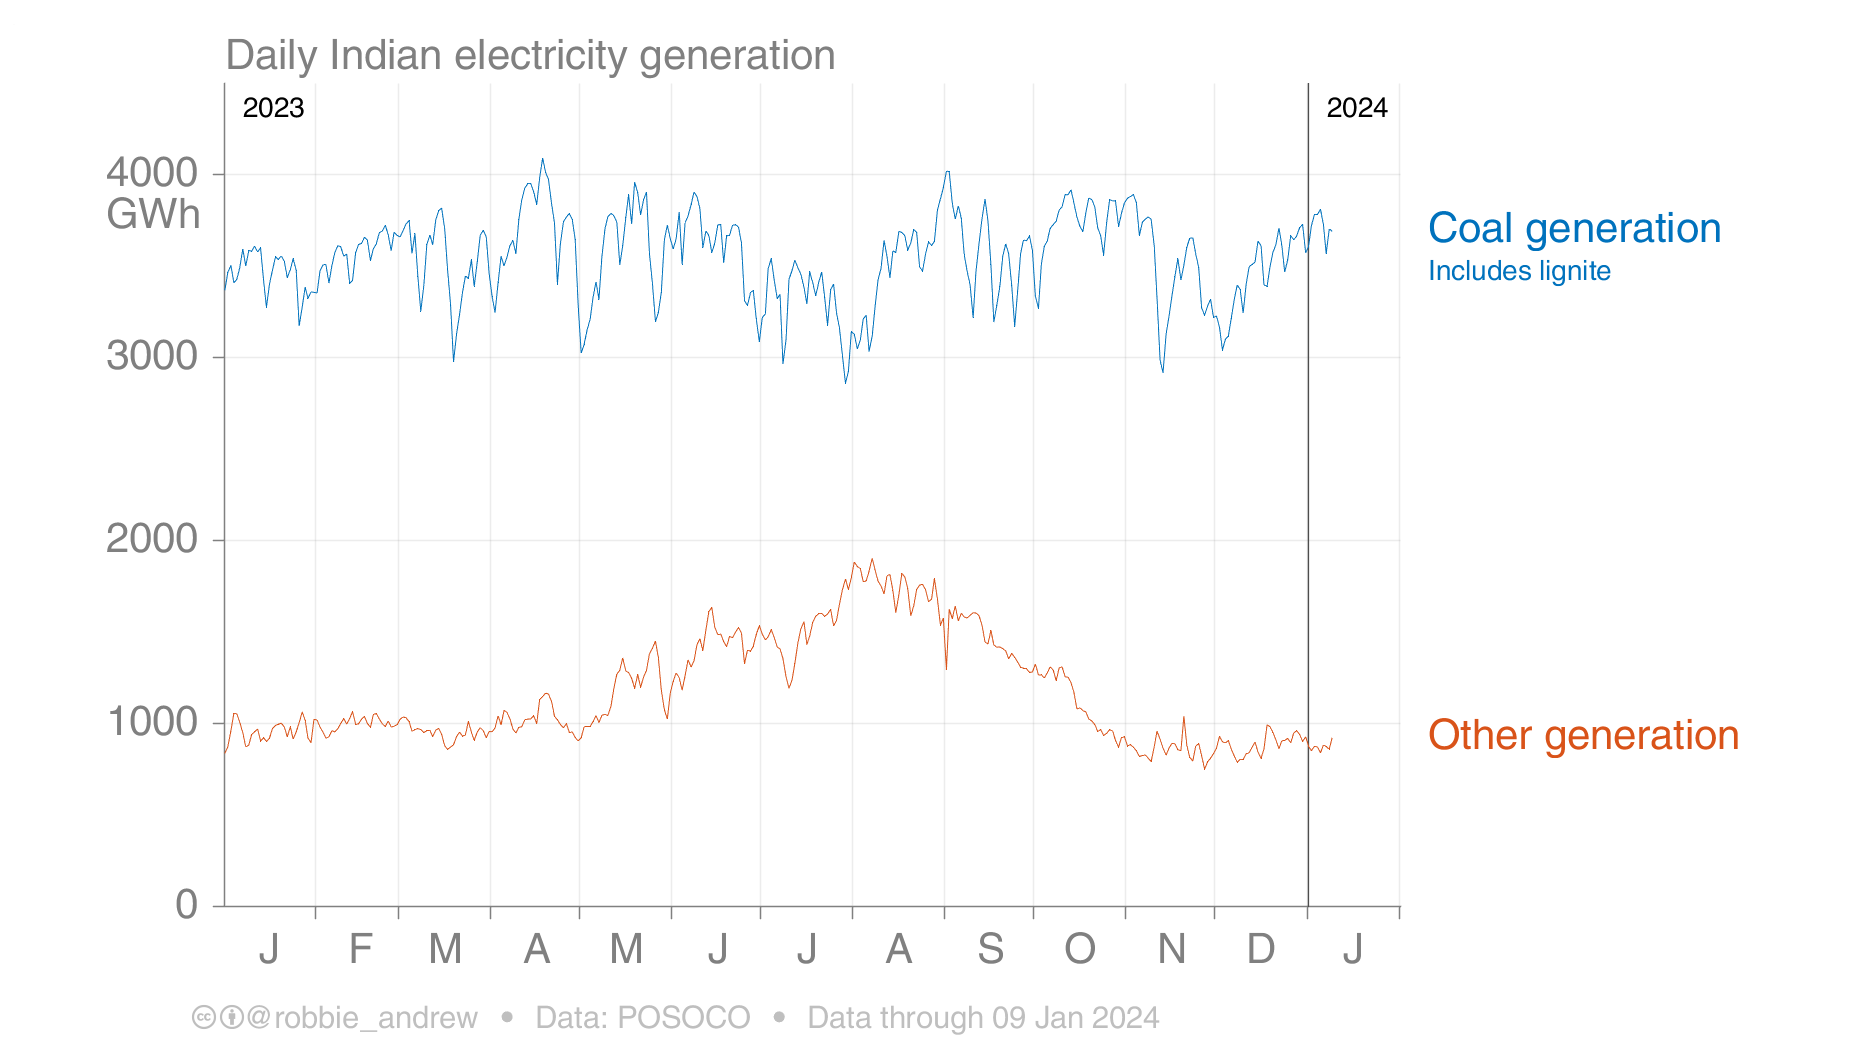 Daily Indian electricity generation
2023
2024
4000
GWh
3000
2000
1000
0
Coal generation
Includes lignite
Other generation
J F M A M J J A S O N D J
@robbie_andrew • Data: POSOCO • Data through 09 Jan 2024